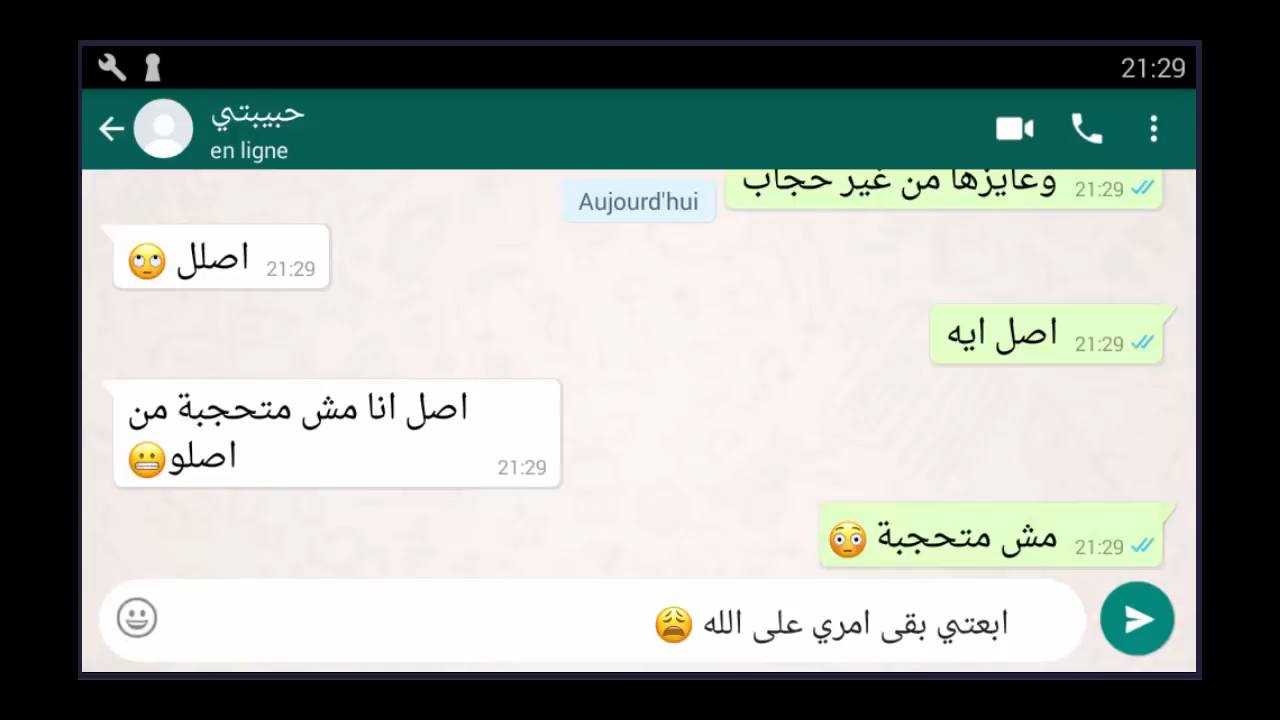 21:29
حبيبتي
en ligne
وعايزها من غير حجاب 21:29
Aujourd'hui
اصلل 🙄 21:29
اصل ايه 21:29
اصل انا مش متحجبة من
اصلو😬 21:29
مش متحجبة 😳 21:29
ابعتي بقى امري على الله 😩